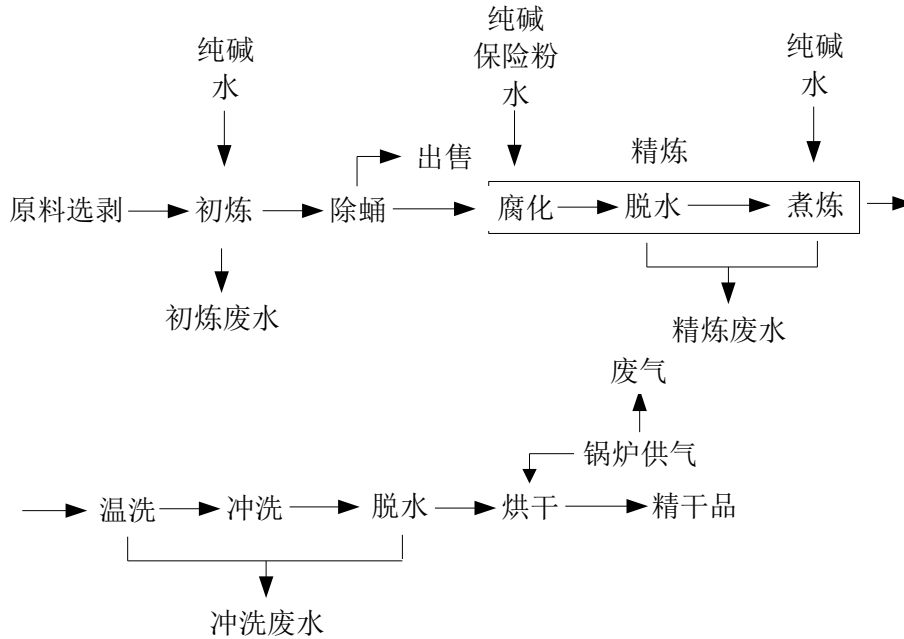 纯碱
水
纯碱
保险粉
水
纯碱
水
出售
精炼
原料选剥
初炼
除蛹
腐化
脱水
煮炼
初炼废水
精炼废水
废气
锅炉供气
温洗
冲洗
脱水
烘干
精干品
冲洗废水